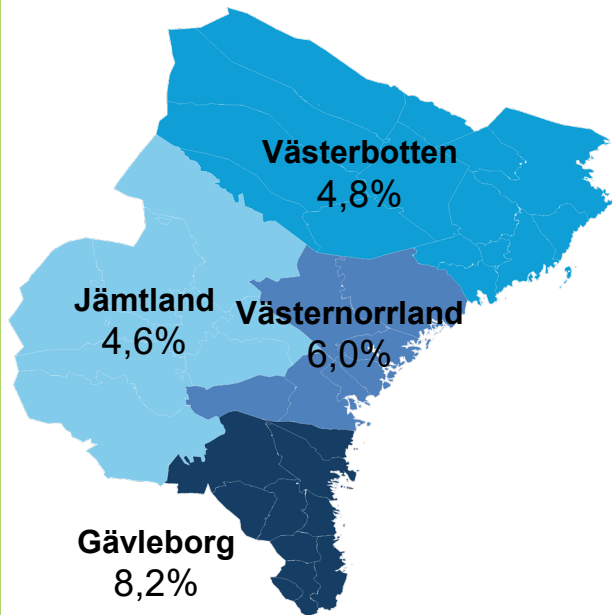 Västerbotten
4,8%
Jämtland
4,6%
Västernorrland
6,0%
Gävleborg
8,2%